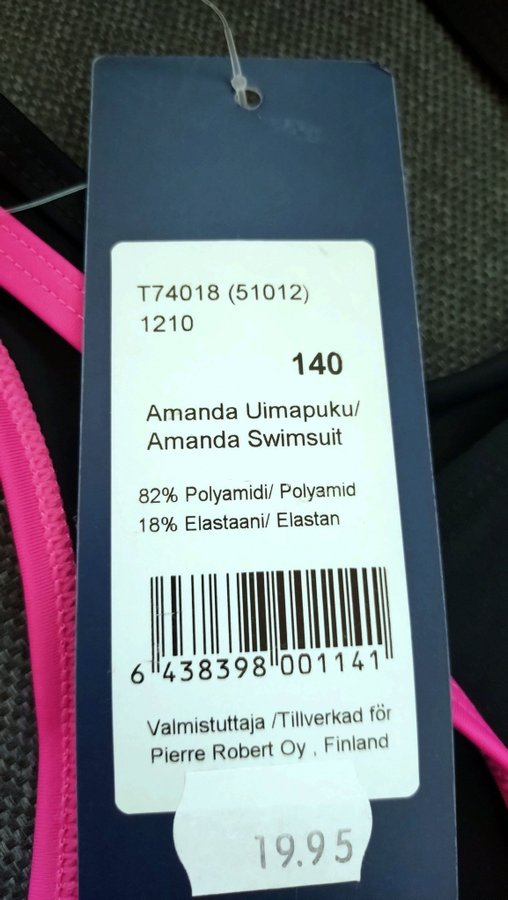 T74018 (51012)
1210
140
Amanda Uimapuku/
Amanda Swimsuit
82% Polyamidi/ Polyamid
18% Elastaani/ Elastan
6 438398 001141
Valmistuttaja /Tillverkad för
Pierre Robert Oy , Finland
19.95